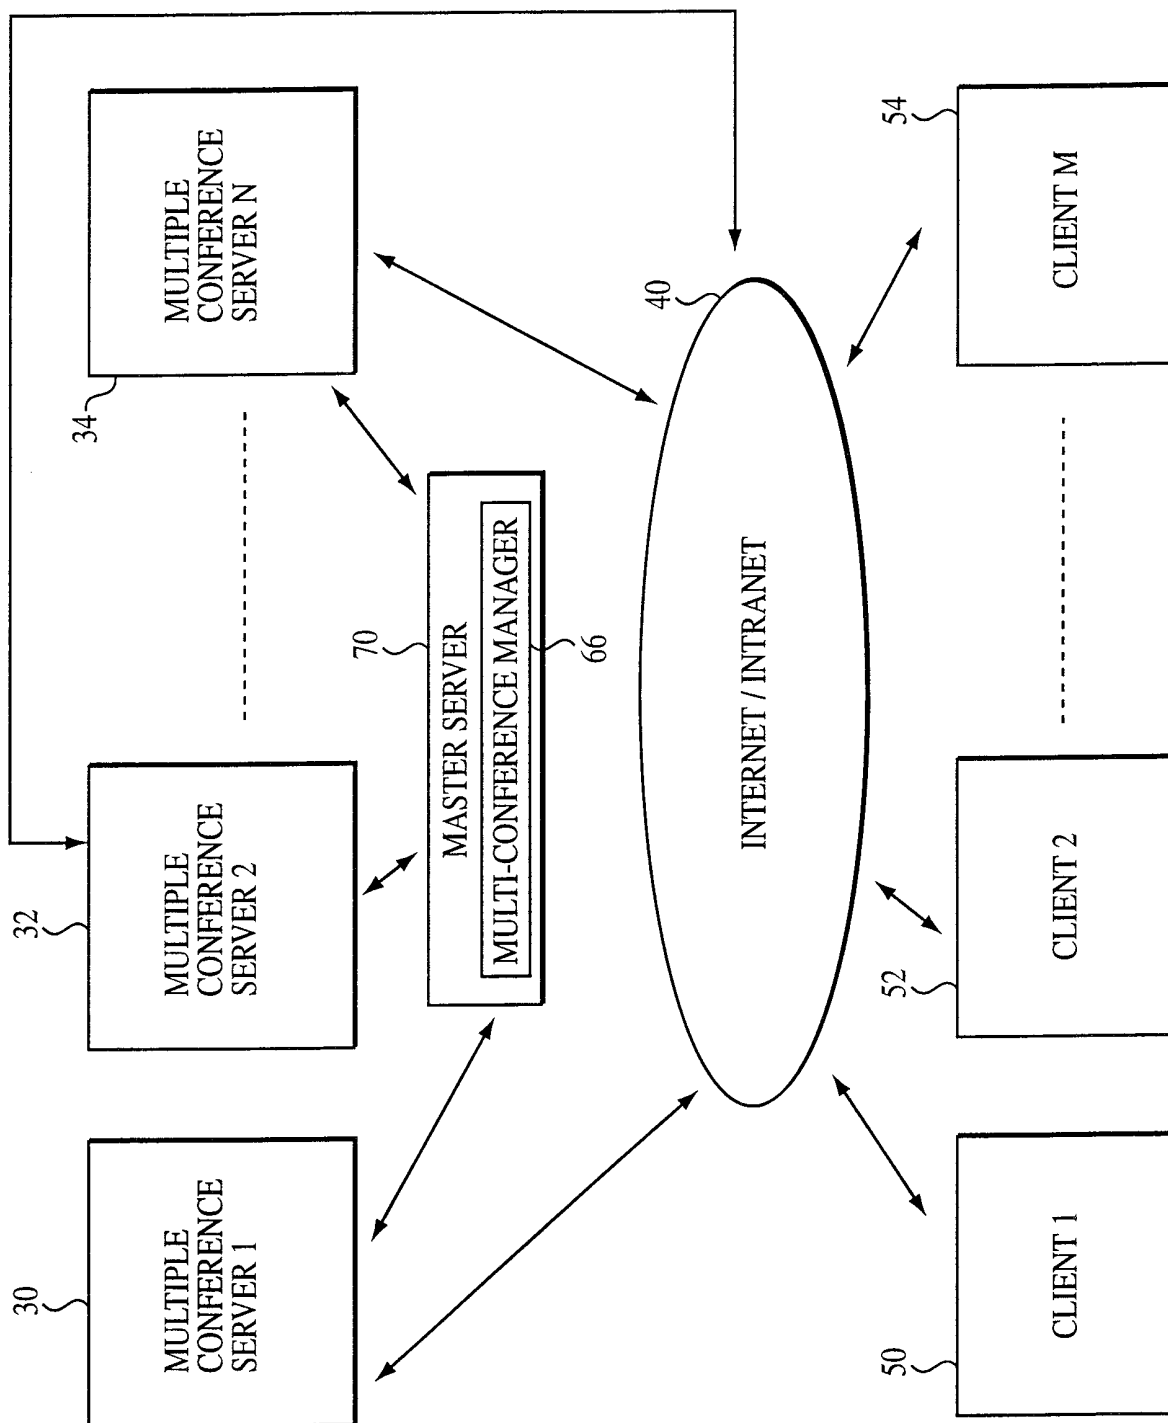 30
MULTIPLE
CONFERENCE
SERVER 1
32
MULTIPLE
CONFERENCE
SERVER 2
34
MULTIPLE
CONFERENCE
SERVER N
70
MASTER SERVER
MULTI-CONFERENCE MANAGER
66
40
INTERNET / INTRANET
50
CLIENT 1
52
CLIENT 2
54
CLIENT M